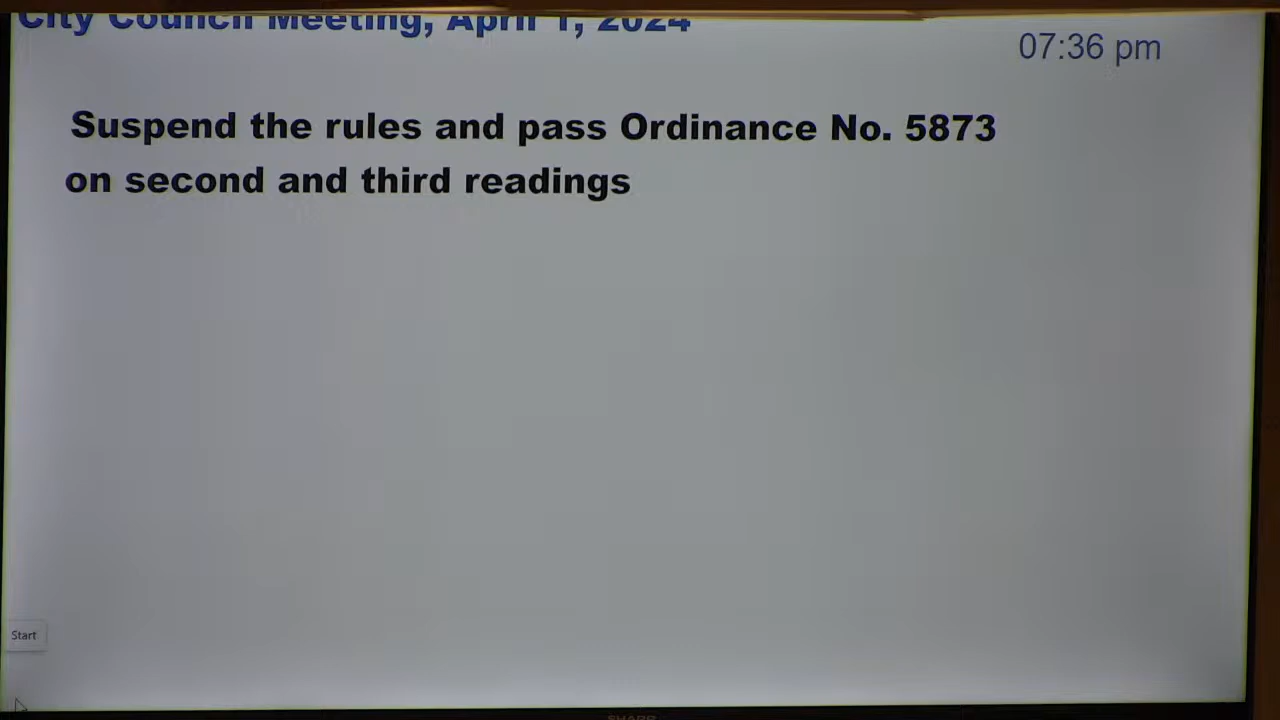 City Council Meeting, April 1, 2024
07:36 pm
Suspend the rules and pass Ordinance No. 5873
on second and third readings
Start
SHARP